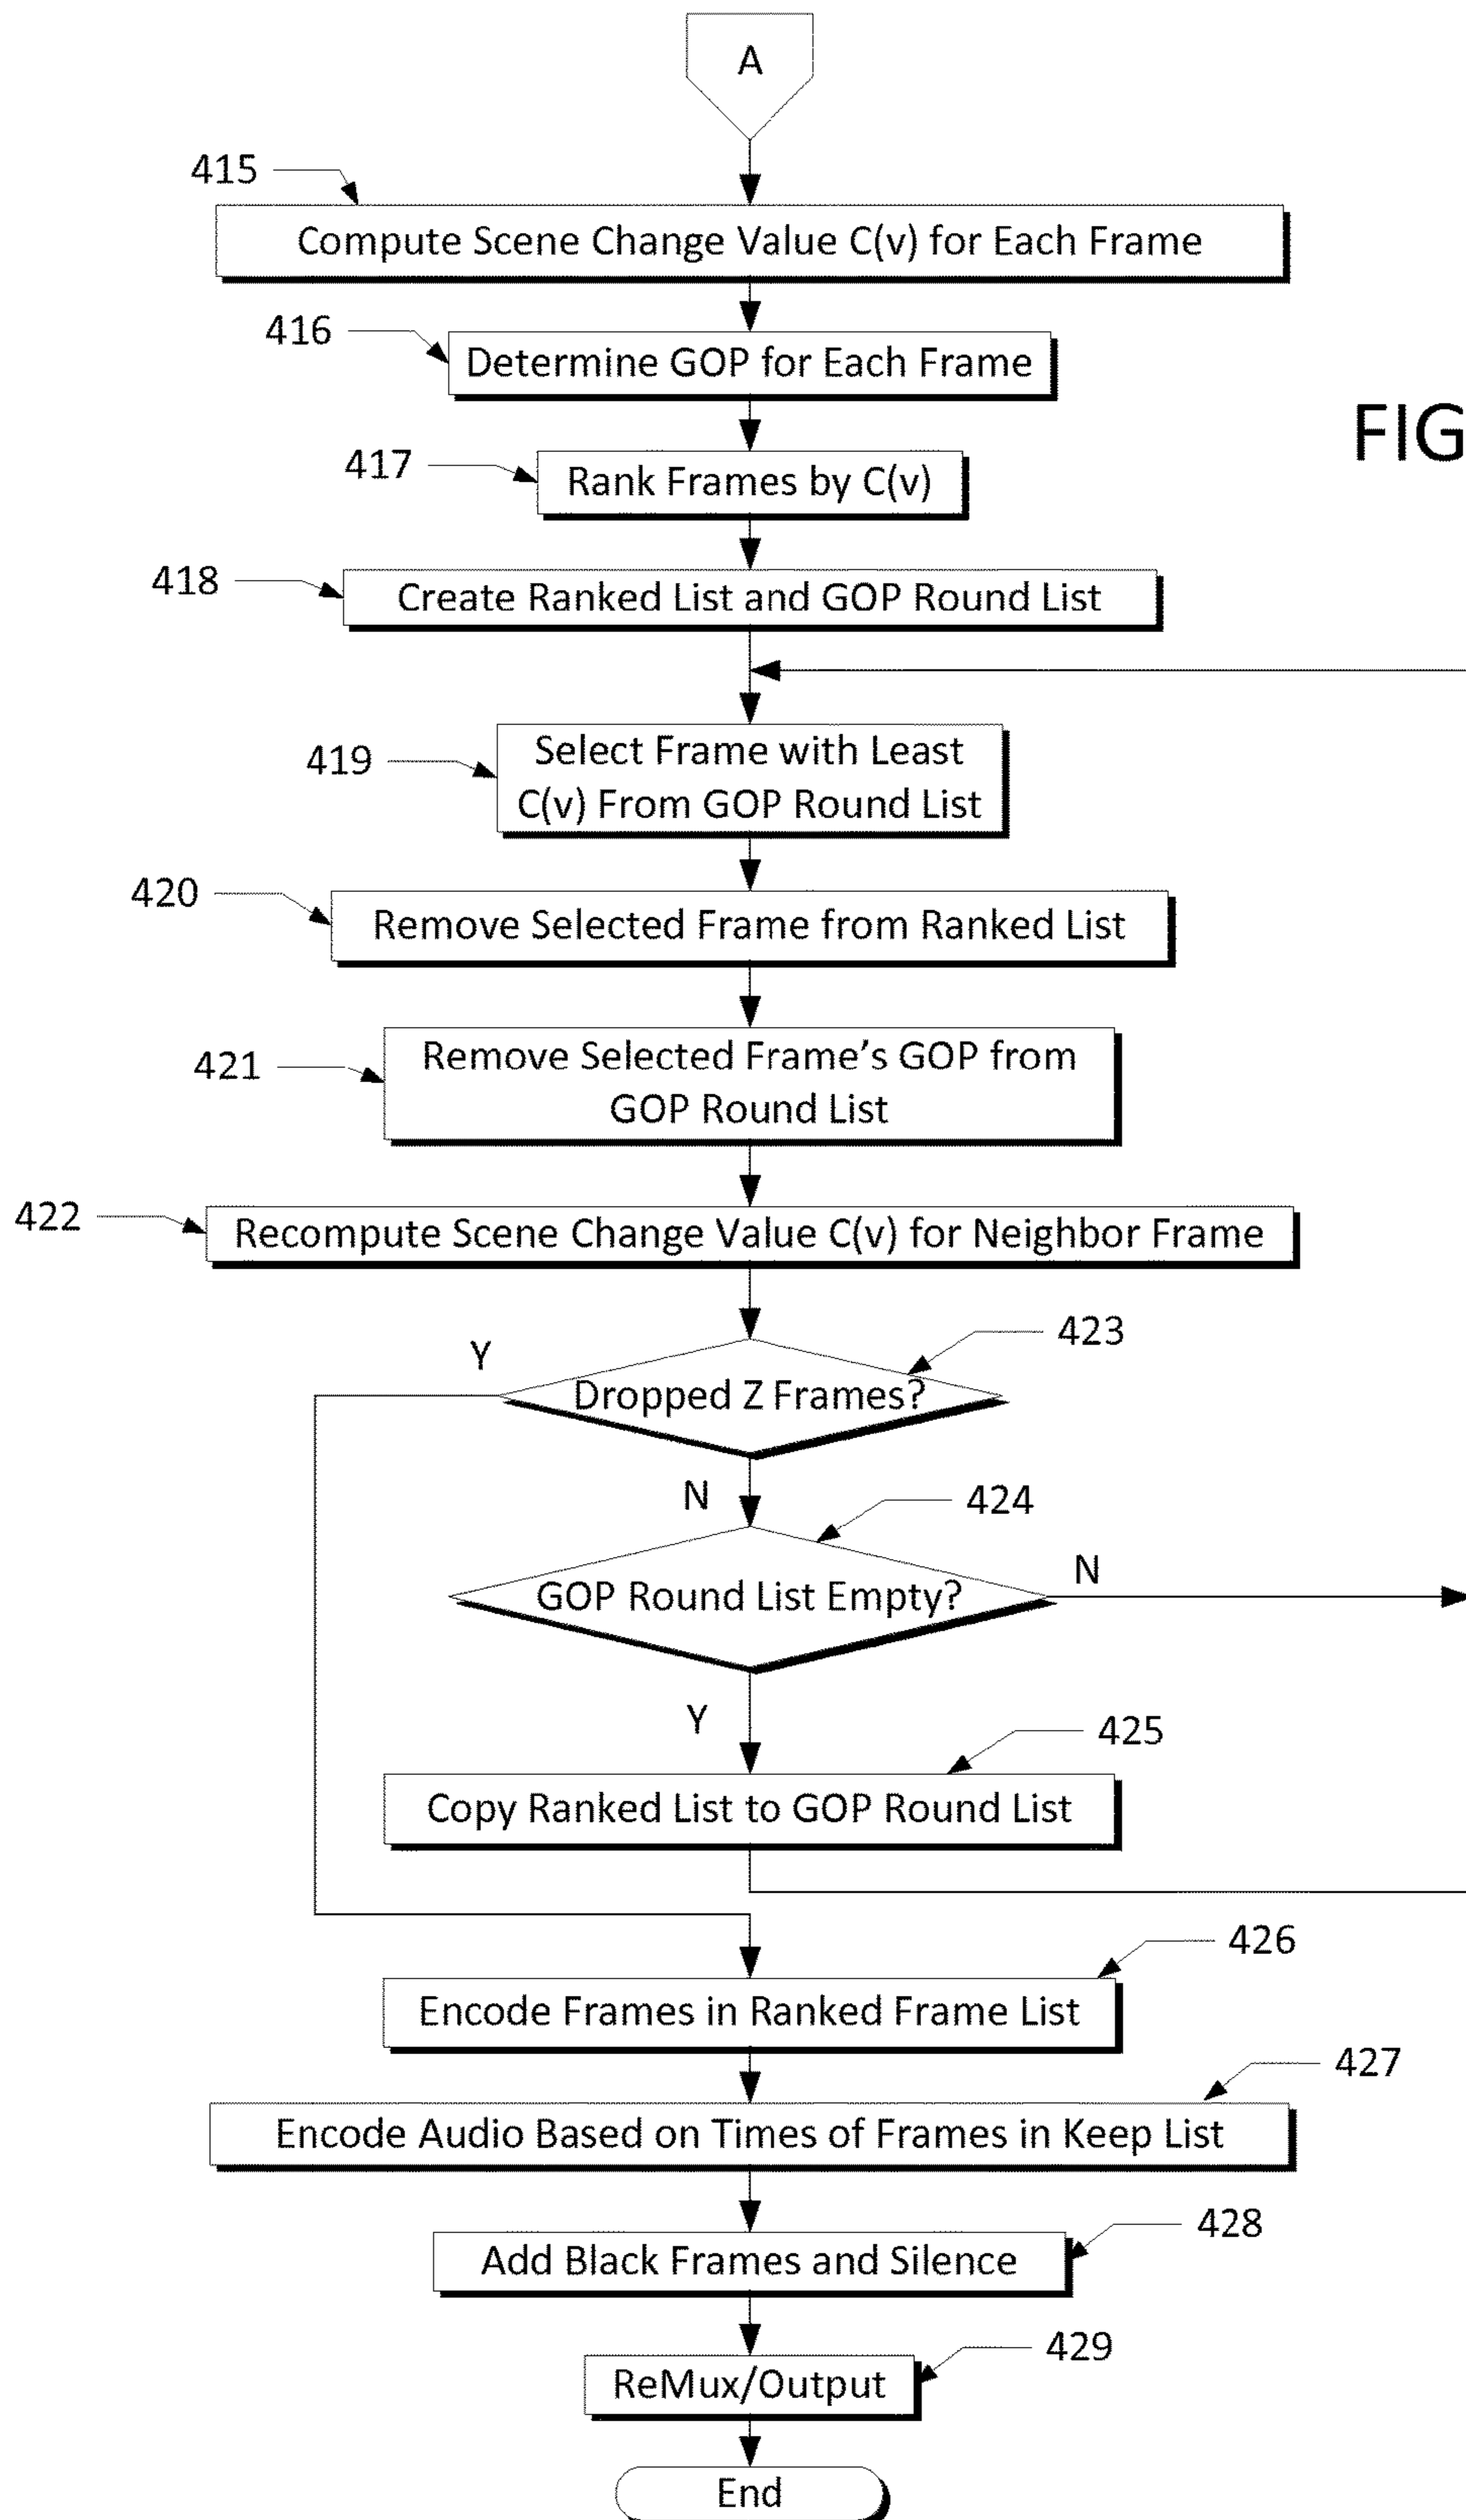 A
415
Compute Scene Change Value C(v) for Each Frame
416
Determine GOP for Each Frame
FIG
417
Rank Frames by C(v)
418
Create Ranked List and GOP Round List
419
Select Frame with Least
C(v) From GOP Round List
420
Remove Selected Frame from Ranked List
421
Remove Selected Frame’s GOP from
GOP Round List
422
Recompute Scene Change Value C(v) for Neighbor Frame
423
Y
Dropped Z Frames?
N
424
GOP Round List Empty?
N
Y
425
Copy Ranked List to GOP Round List
426
Encode Frames in Ranked Frame List
427
Encode Audio Based on Times of Frames in Keep List
428
Add Black Frames and Silence
429
ReMux/Output
End